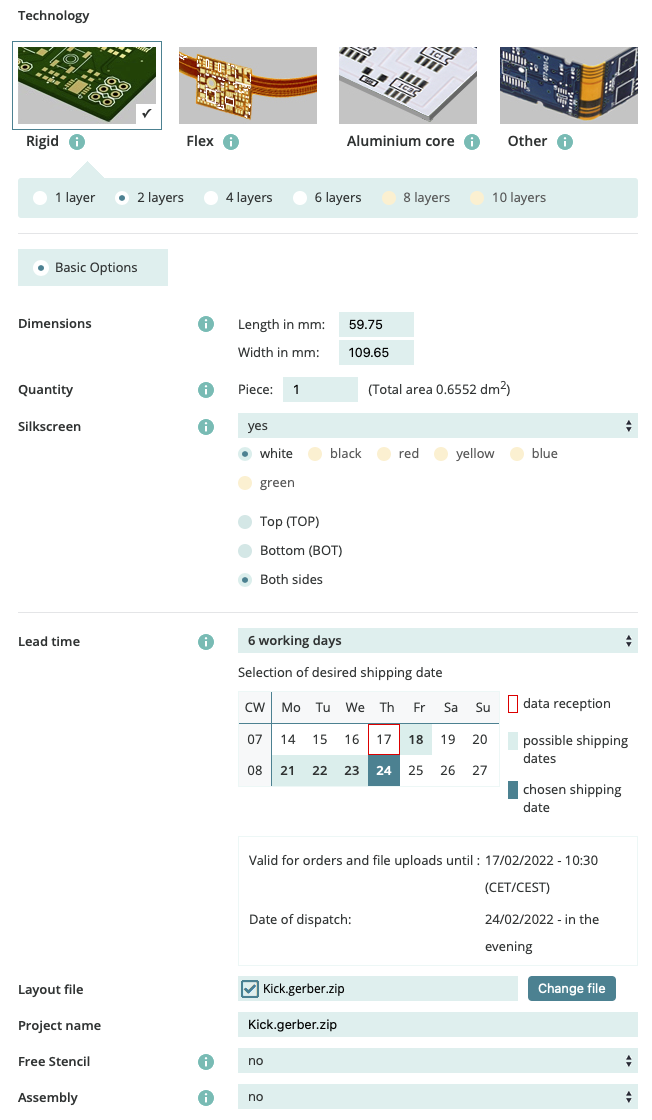 Technology
Rigid Flex Aluminium core Other
1 layer 2 layers 4 layers 6 layers 8 layers 10 layers
Basic Options
Dimensions Length in mm: 59.75
Width in mm: 109.65
Quantity Piece: 1 (Total area 0.6552 dm²)
Silkscreen yes
white black red yellow blue
green
Top (TOP)
Bottom (BOT)
Both sides
Lead time 6 working days
Selection of desired shipping date
CW Mo Tu We Th Fr Sa Su
07 14 15 16 17 18 19 20
08 21 22 23 24 25 26 27
data reception
possible shipping
dates
chosen shipping
date
Valid for orders and file uploads until : 17/02/2022 - 10:30
(CET/CEST)
Date of dispatch: 24/02/2022 - in the
evening
Layout file Kick.gerber.zip Change file
Project name Kick.gerber.zip
Free Stencil no
Assembly no